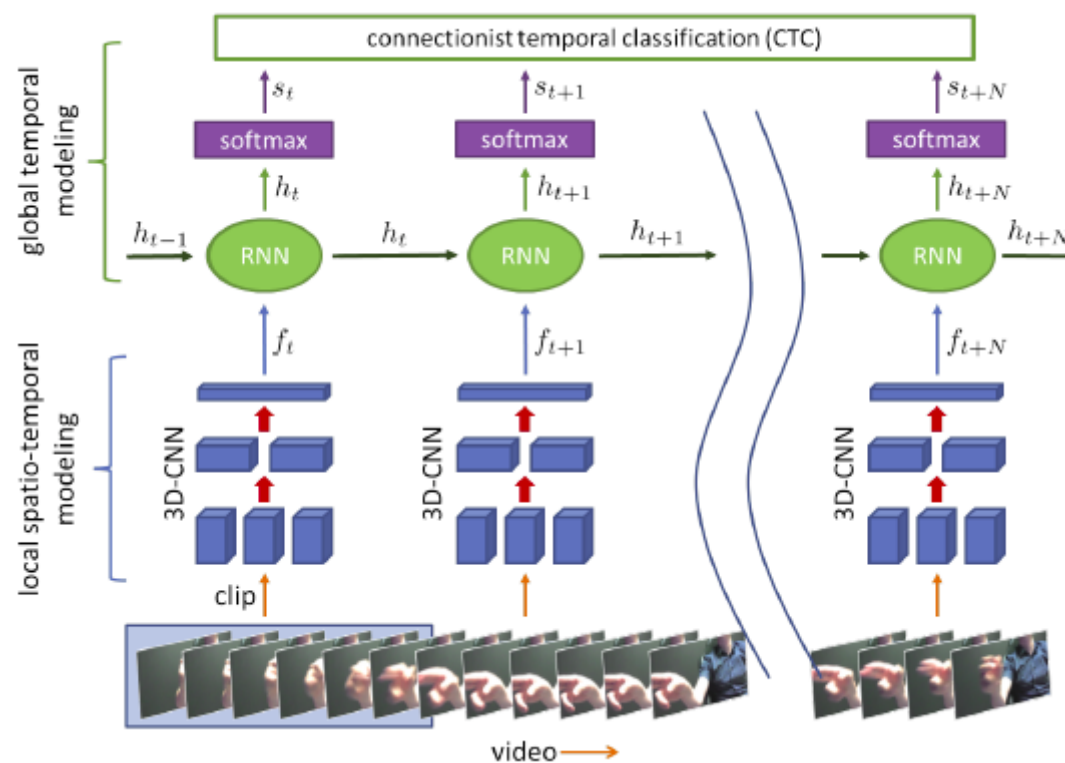 connectionist temporal classification (CTC)
s_t
s_{t+1}
s_{t+N}
softmax
softmax
softmax
global temporal
modeling
h_t
h_{t+1}
h_{t+N}
h_{t-1}
h_t
h_{t+1}
h_{t+N}
RNN
RNN
RNN
f_t
f_{t+1}
f_{t+N}
local spatio-temporal
modeling
3D-CNN
3D-CNN
3D-CNN
clip
video